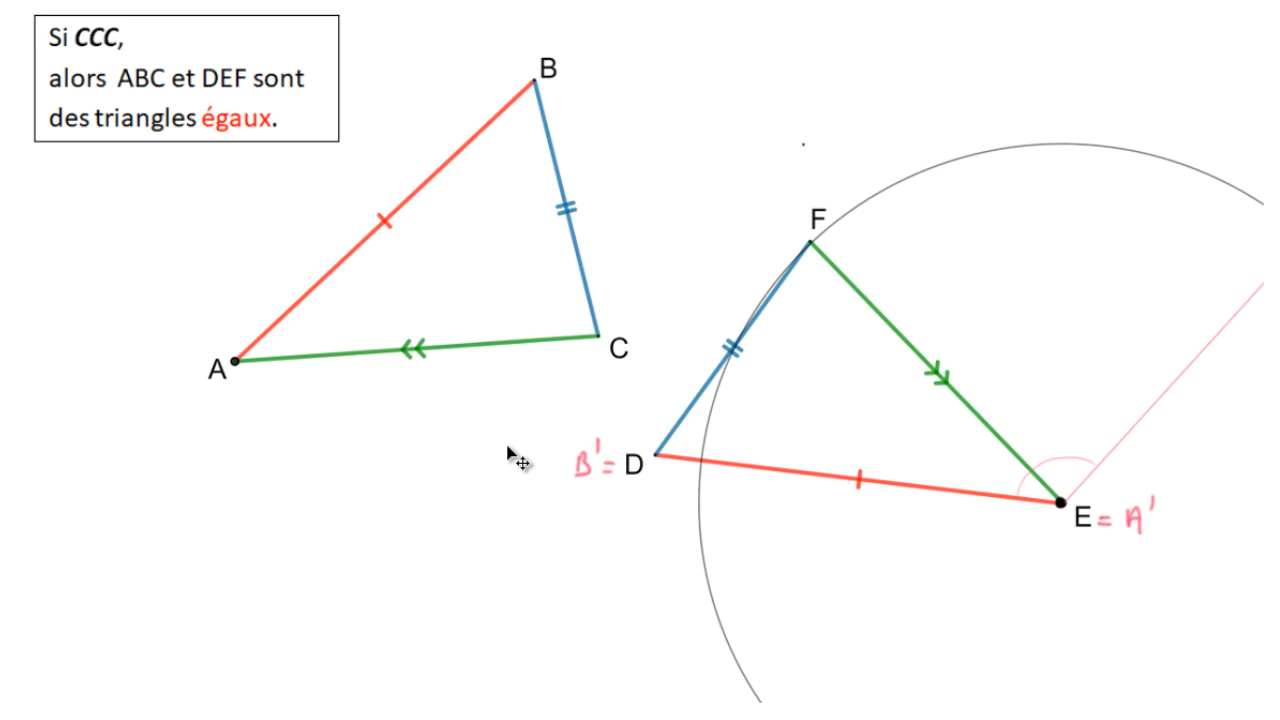 Si CCC,
alors ABC et DEF sont
des triangles égaux.
B
A
C
F
B' = D
E = A'